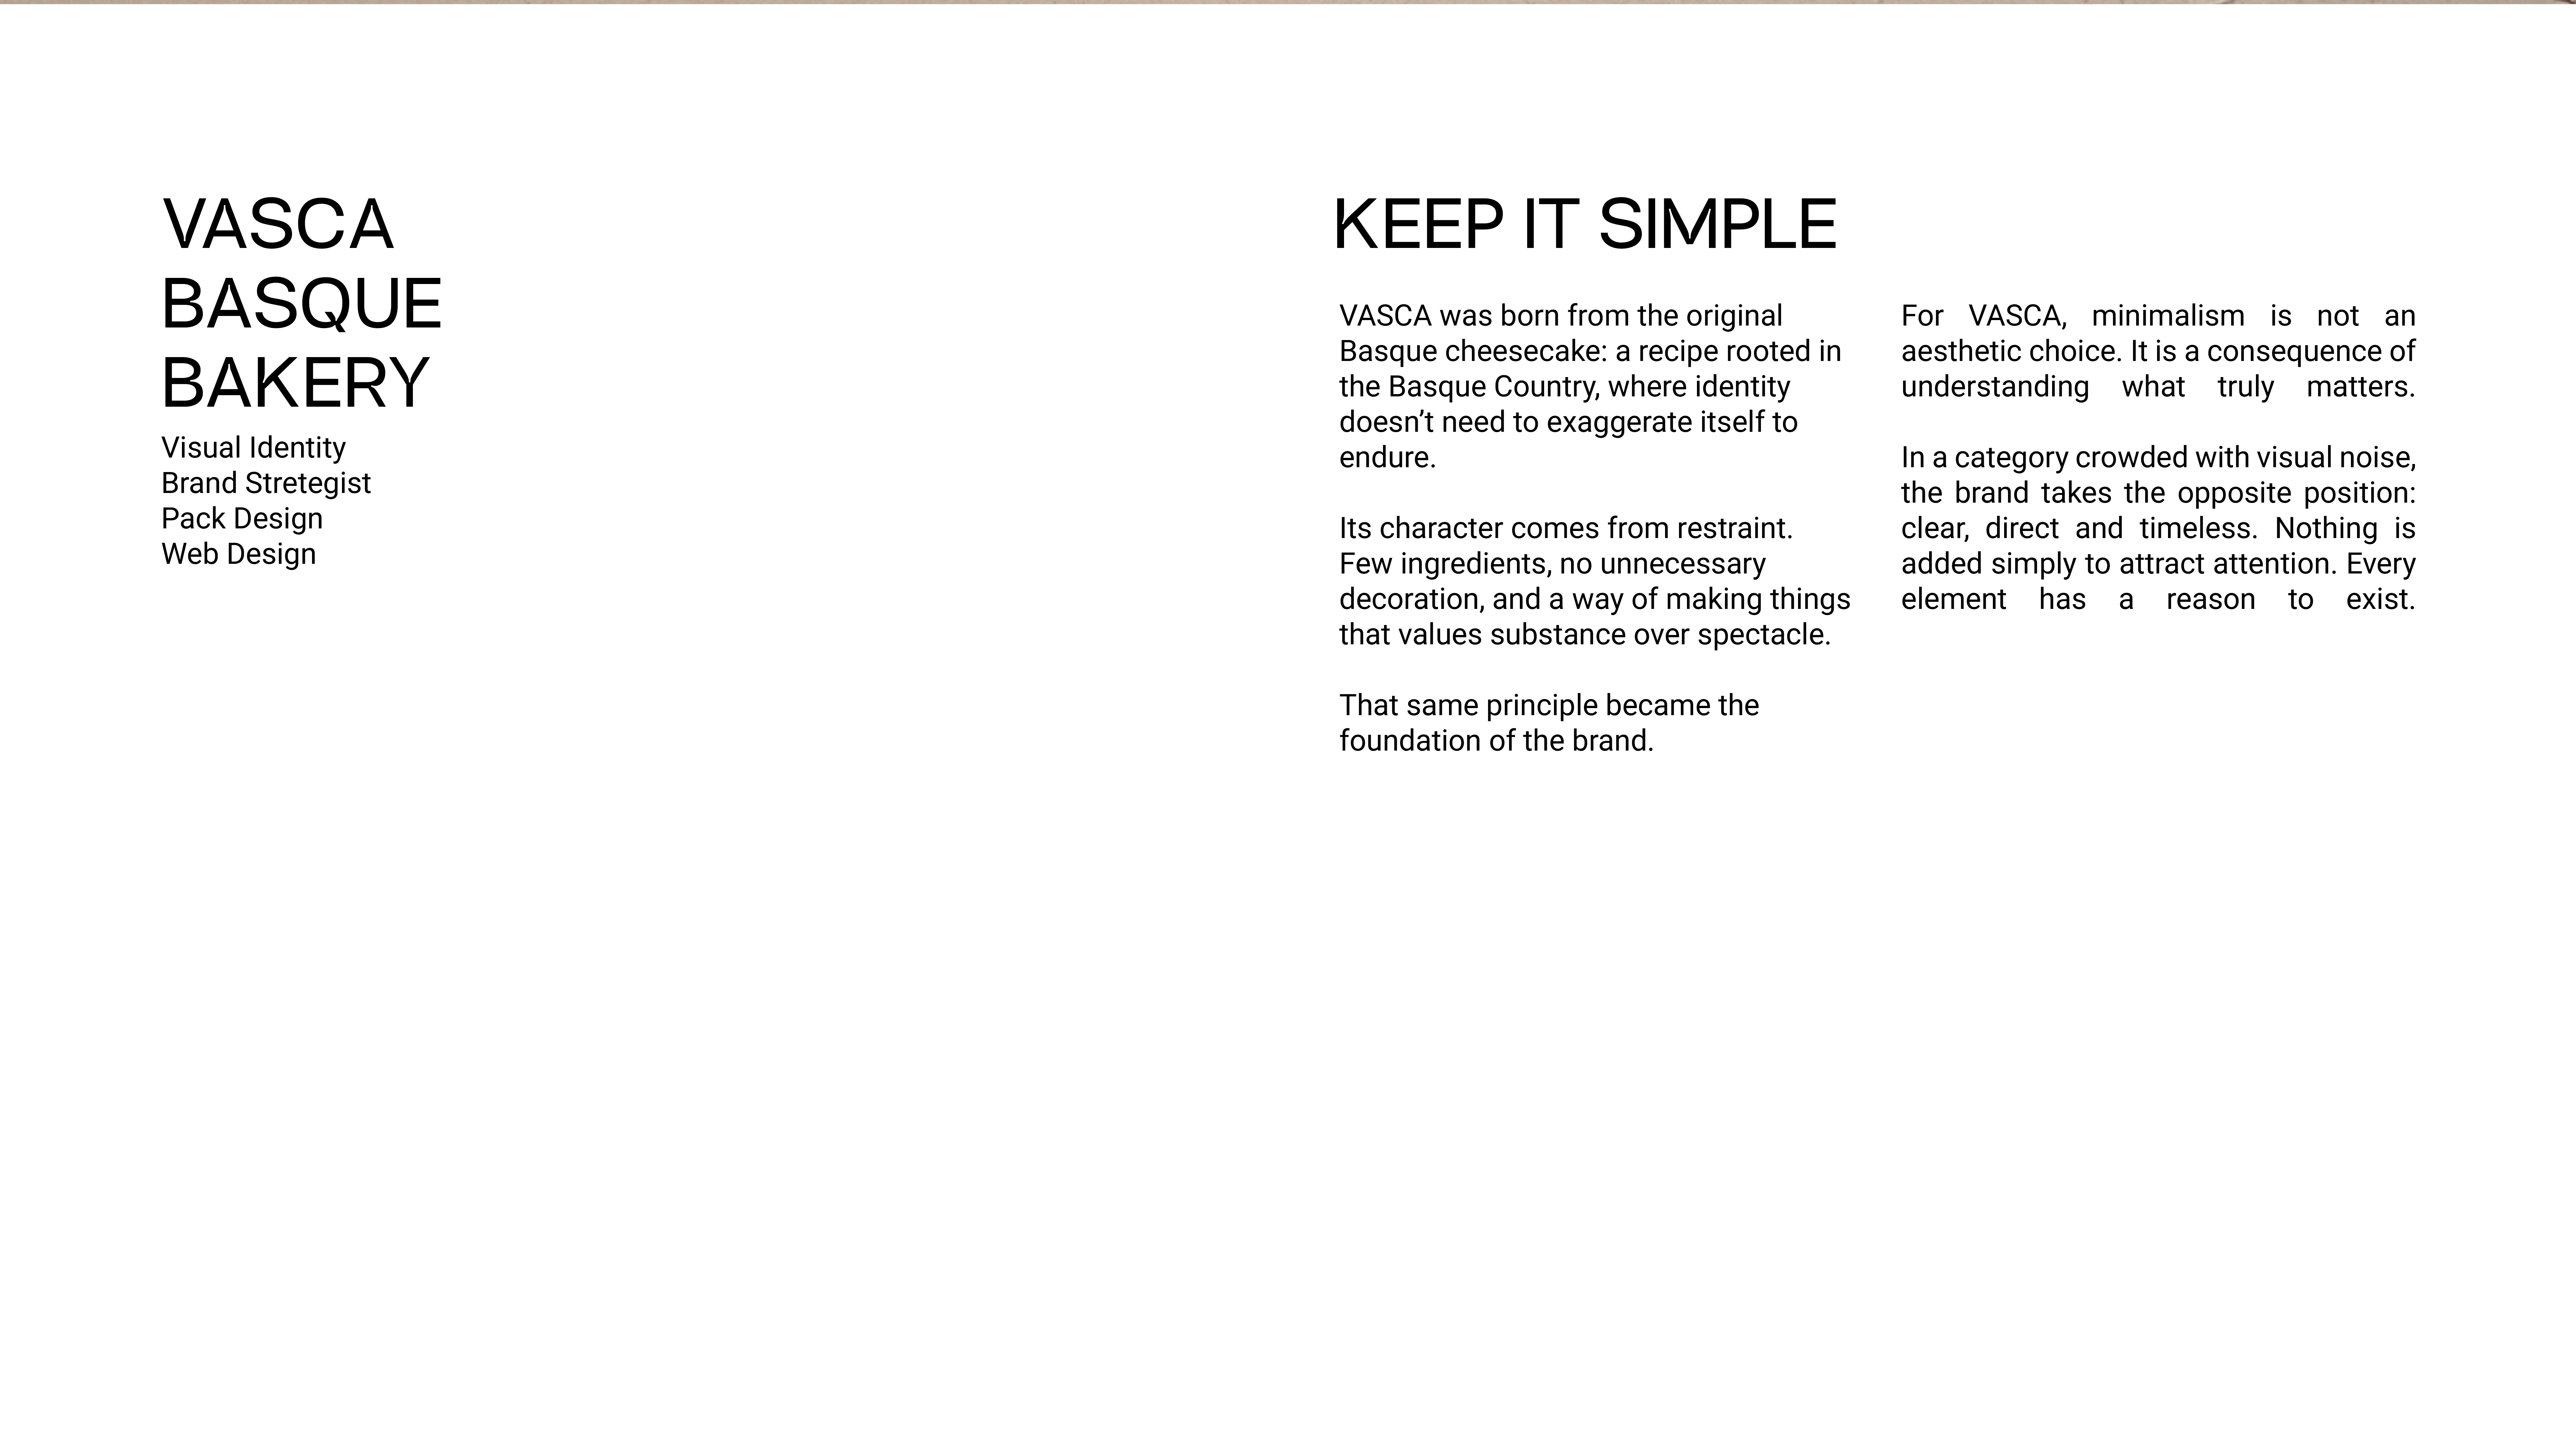 VASCA
BASQUE
BAKERY
Visual Identity
Brand Stretegist
Pack Design
Web Design
KEEP IT SIMPLE
VASCA was born from the original
Basque cheesecake: a recipe rooted in
the Basque Country, where identity
doesn’t need to exaggerate itself to
endure.
Its character comes from restraint.
Few ingredients, no unnecessary
decoration, and a way of making things
that values substance over spectacle.
That same principle became the
foundation of the brand.
For VASCA, minimalism is not an
aesthetic choice. It is a consequence of
understanding what truly matters.
In a category crowded with visual noise,
the brand takes the opposite position:
clear, direct and timeless. Nothing is
added simply to attract attention. Every
element has a reason to exist.